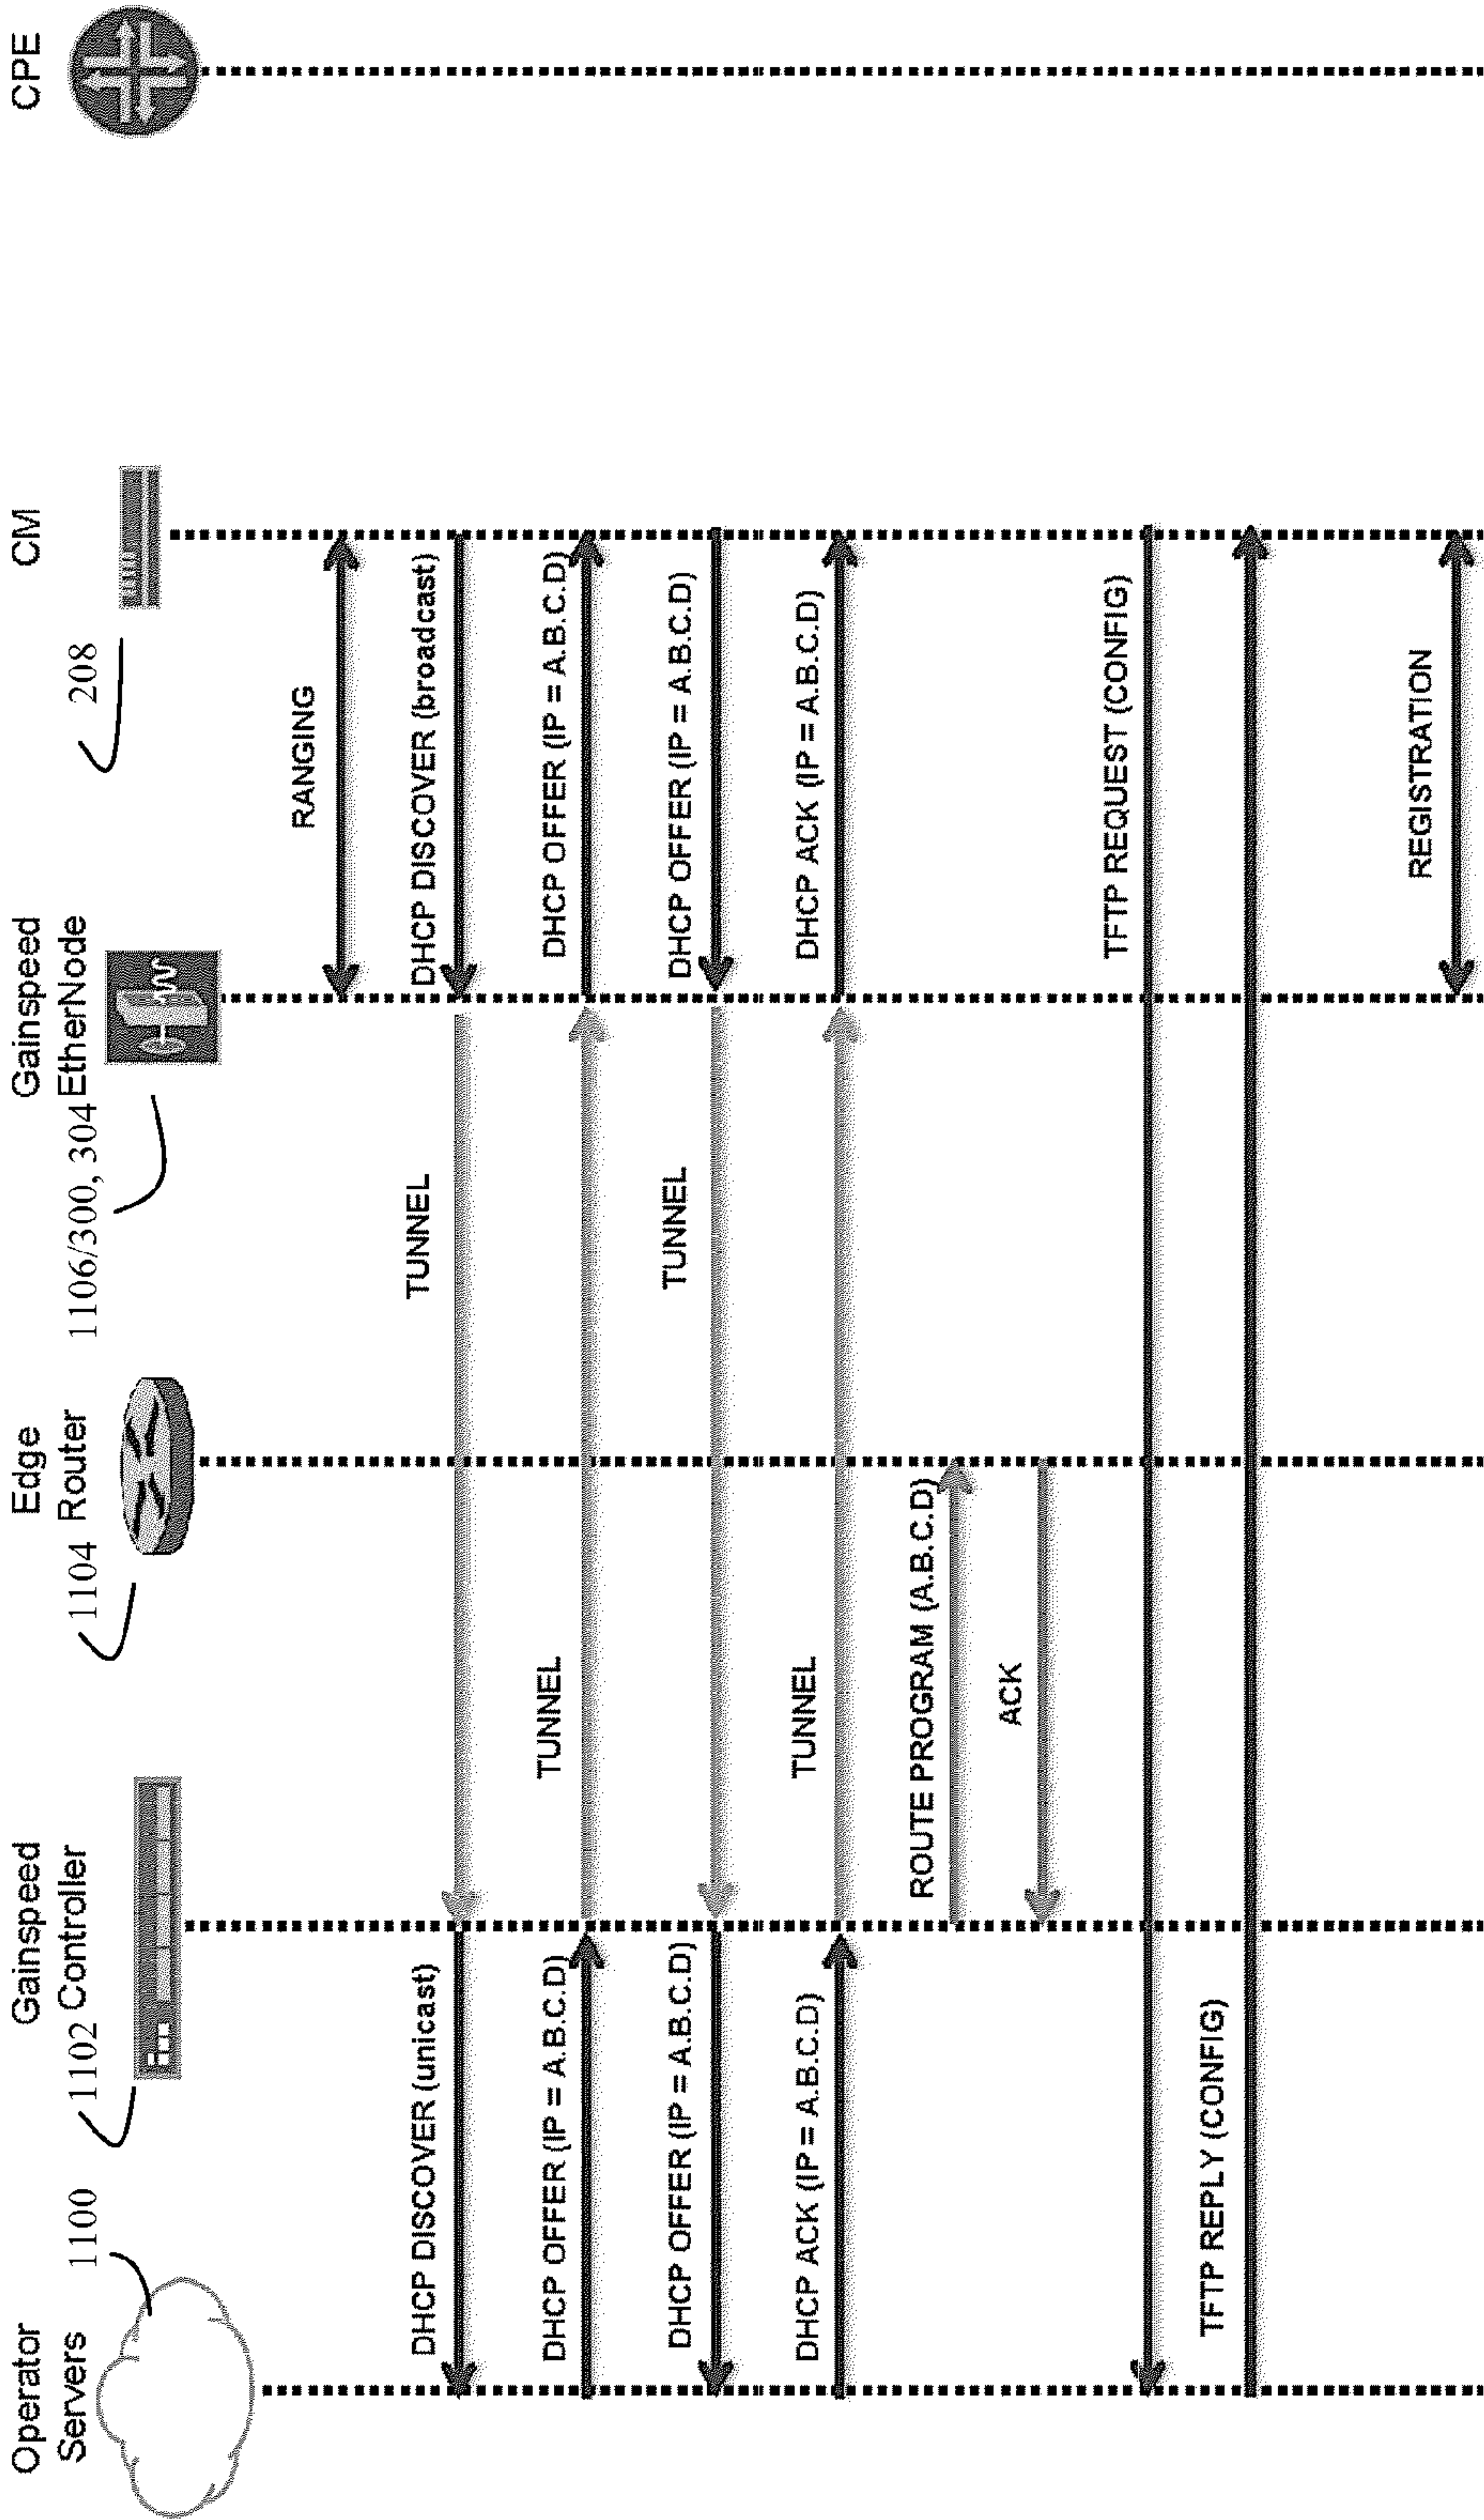 Operator
Servers
1100
Gainspeed
1102 Controller
Edge
1104 Router
Gainspeed
1106/300, 304 EtherNode
208
CM
CPE
RANGING
DHCP DISCOVER (unicast)
TUNNEL
DHCP DISCOVER (broadcast)
DHCP OFFER (IP = A.B.C.D)
TUNNEL
DHCP OFFER (IP = A.B.C.D)
DHCP OFFER (IP = A.B.C.D)
TUNNEL
DHCP OFFER (IP = A.B.C.D)
DHCP ACK (IP = A.B.C.D)
TUNNEL
DHCP ACK (IP = A.B.C.D)
ROUTE PROGRAM (A.B.C.D)
ACK
TFTP REQUEST (CONFIG)
TFTP REPLY (CONFIG)
REGISTRATION